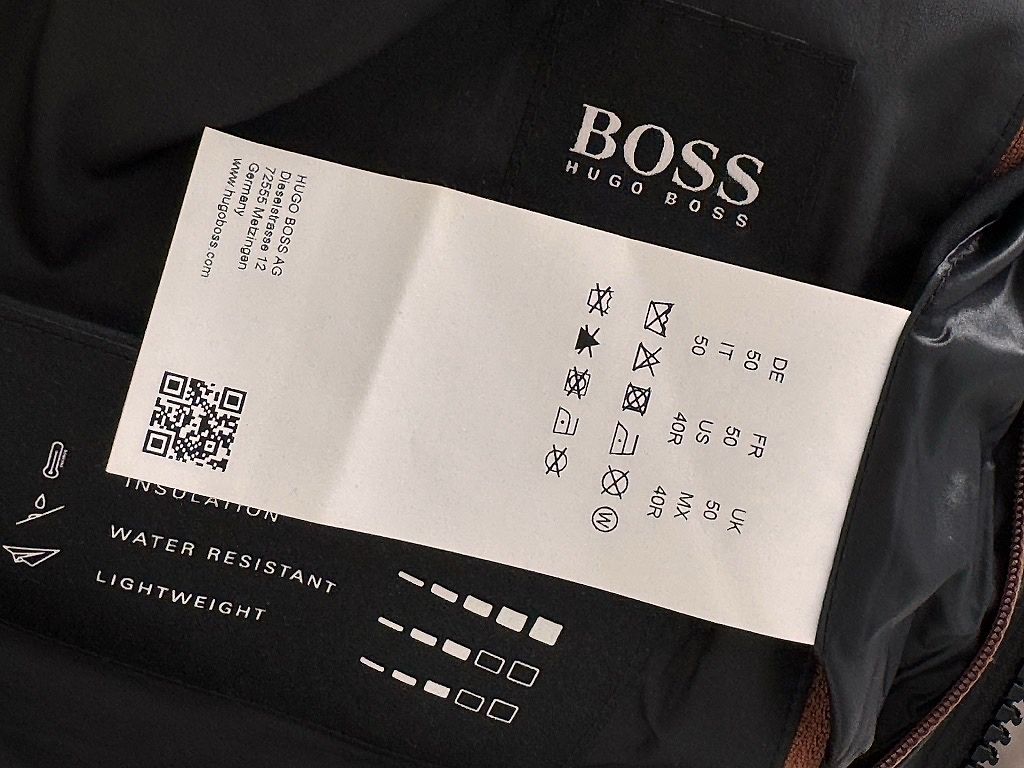 BOSS
HUGO BOSS
HUGO BOSS AG
Dieselstrasse 12
72555 Metzingen
Germany
www.hugoboss.com
DE FR UK
50 50 50
IT US MX
50 40R 40R
W
INSULATION
WATER RESISTANT
LIGHTWEIGHT